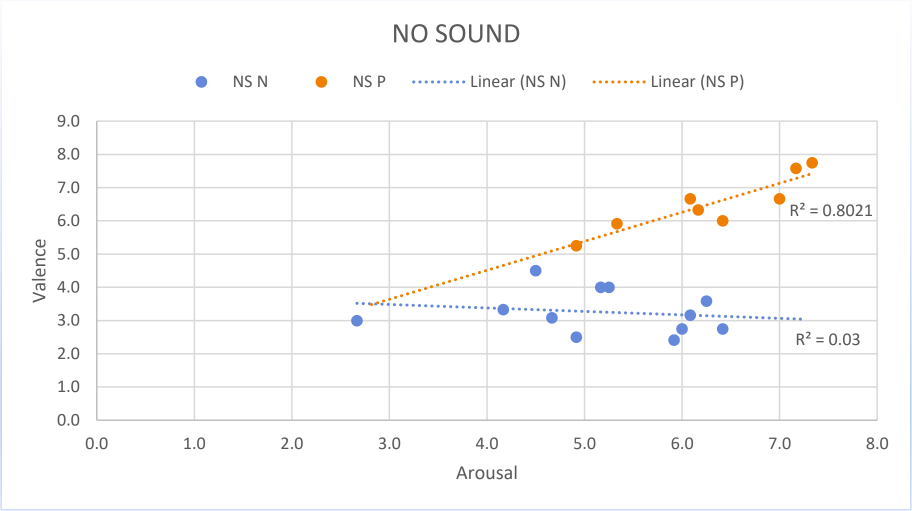 NO SOUND
NS N NS P Linear (NS N) Linear (NS P)
9.0
8.0
7.0
6.0
5.0
4.0
3.0
2.0
1.0
0.0
Valence
R² = 0.8021
R² = 0.03
0.0 1.0 2.0 3.0 4.0 5.0 6.0 7.0 8.0
Arousal